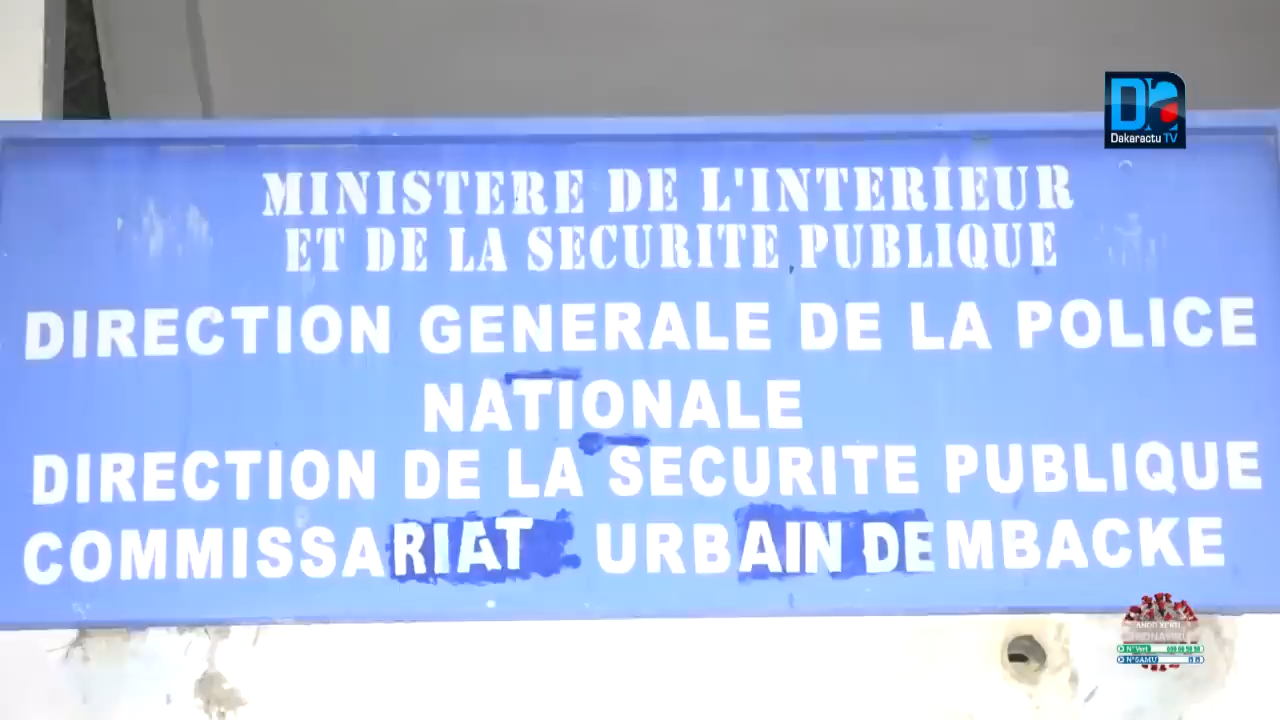 Dakaractu TV
MINISTERE DE L'INTERIEUR
ET DE LA SECURITE PUBLIQUE
DIRECTION GENERALE DE LA POLICE
NATIONALE
DIRECTION DE LA SECURITE PUBLIQUE
COMMISSARIAT URBAIN DE MBACKE
N° Vert
N° SAMU